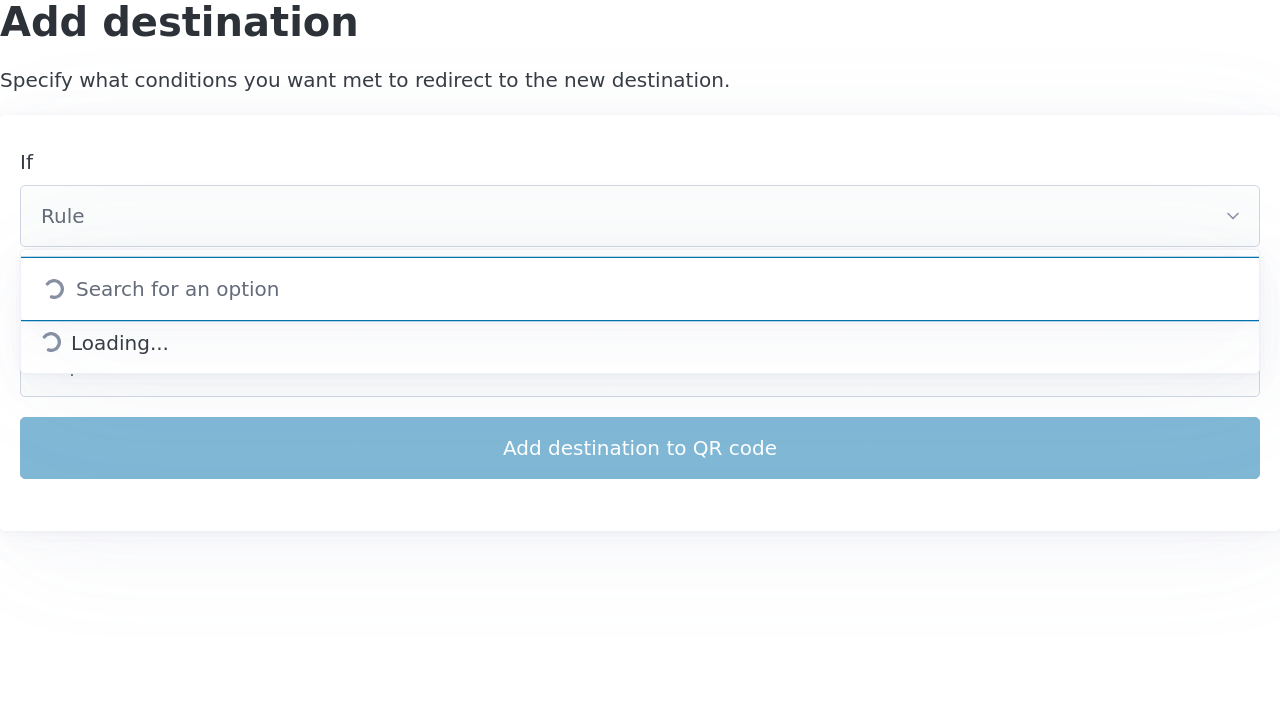 Add destination
Specify what conditions you want met to redirect to the new destination.
If
Rule
Search for an option
Loading...
Add destination to QR code